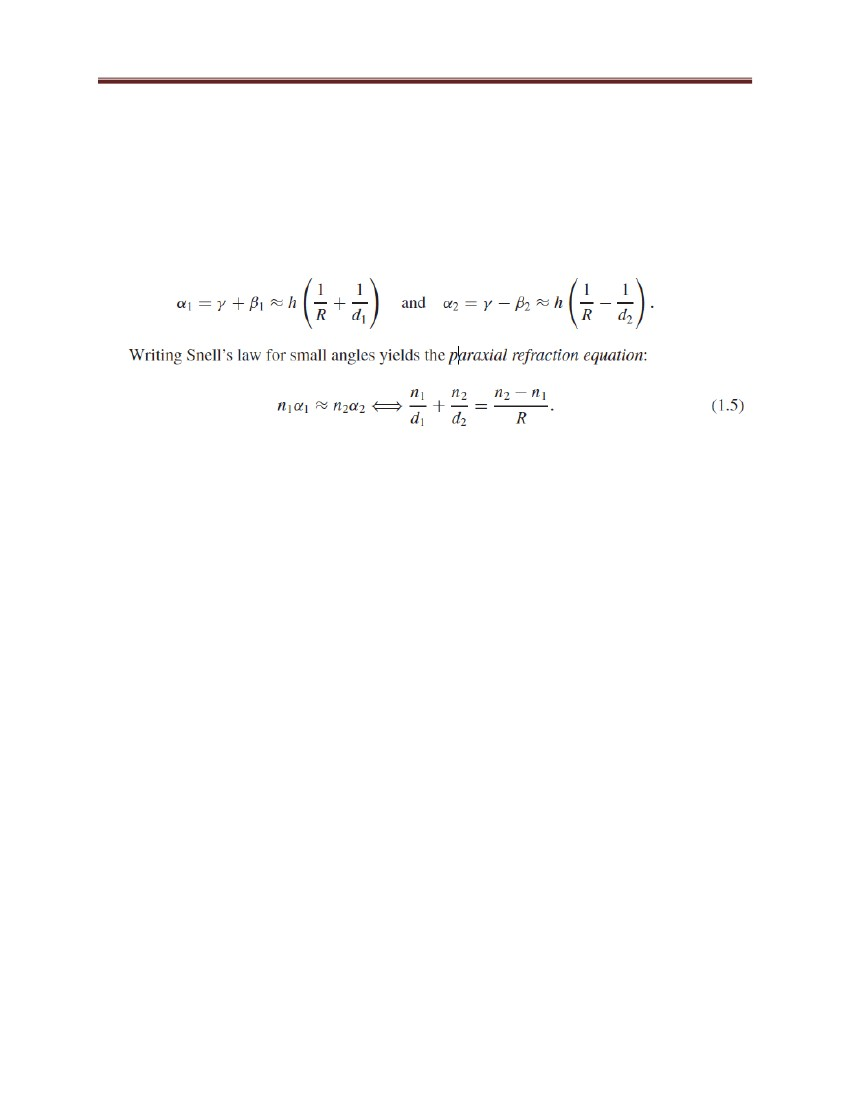 α₁ = γ + β₁ ≈ h (1/R + 1/d₁) and α₂ = γ − β₂ ≈ h (1/R − 1/d₂).
Writing Snell's law for small angles yields the paraxial refraction equation:
n₁α₁ ≈ n₂α₂ ⟺ n₁/d₁ + n₂/d₂ = (n₂ − n₁)/R. (1.5)